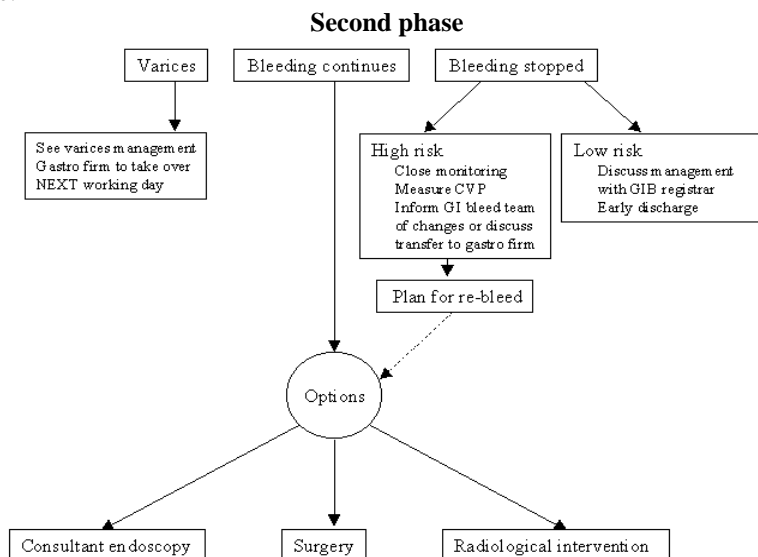 Second phase
Varices
Bleeding continues
Bleeding stopped
See varices management
Gastro firm to take over
NEXT working day
High risk
Close monitoring
Measure CVP
Inform GI bleed team
of changes or discuss
transfer to gastro firm
Low risk
Discuss management
with GIB registrar
Early discharge
Plan for re-bleed
Options
Consultant endoscopy
Surgery
Radiological intervention